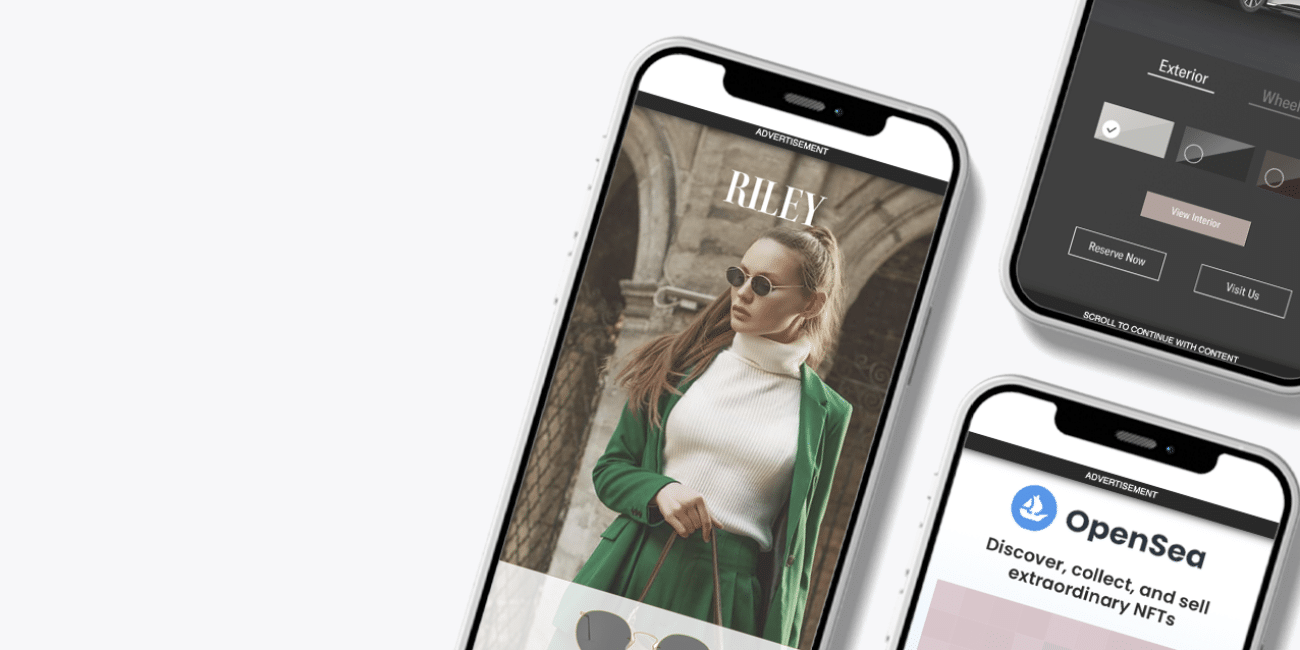 ADVERTISEMENT
RILEY
Exterior
Wheel
View Interior
Reserve Now
Visit Us
SCROLL TO CONTINUE WITH CONTENT
ADVERTISEMENT
OpenSea
Discover, collect, and sell
extraordinary NFTs